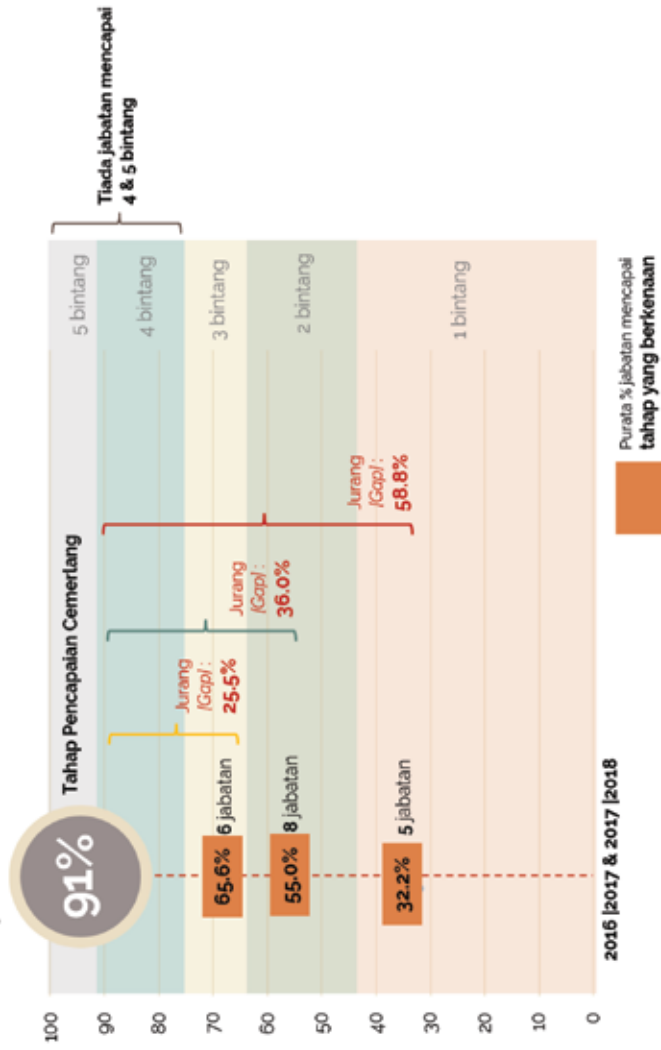 Tiada jabatan mencapai
4 & 5 bintang
91%
Tahap Pencapaian Cemerlang
100
90
80
70
60
50
40
30
20
10
0
5 bintang
4 bintang
3 bintang
2 bintang
1 bintang
65.6% 6 jabatan
55.0% 8 jabatan
32.2% 5 jabatan
Jurang
[Gap] :
25.5%
Jurang
[Gap] :
36.0%
Jurang
[Gap] :
58.8%
2016 |2017 & 2017 |2018
Purata % jabatan mencapai
tahap yang berkenaan